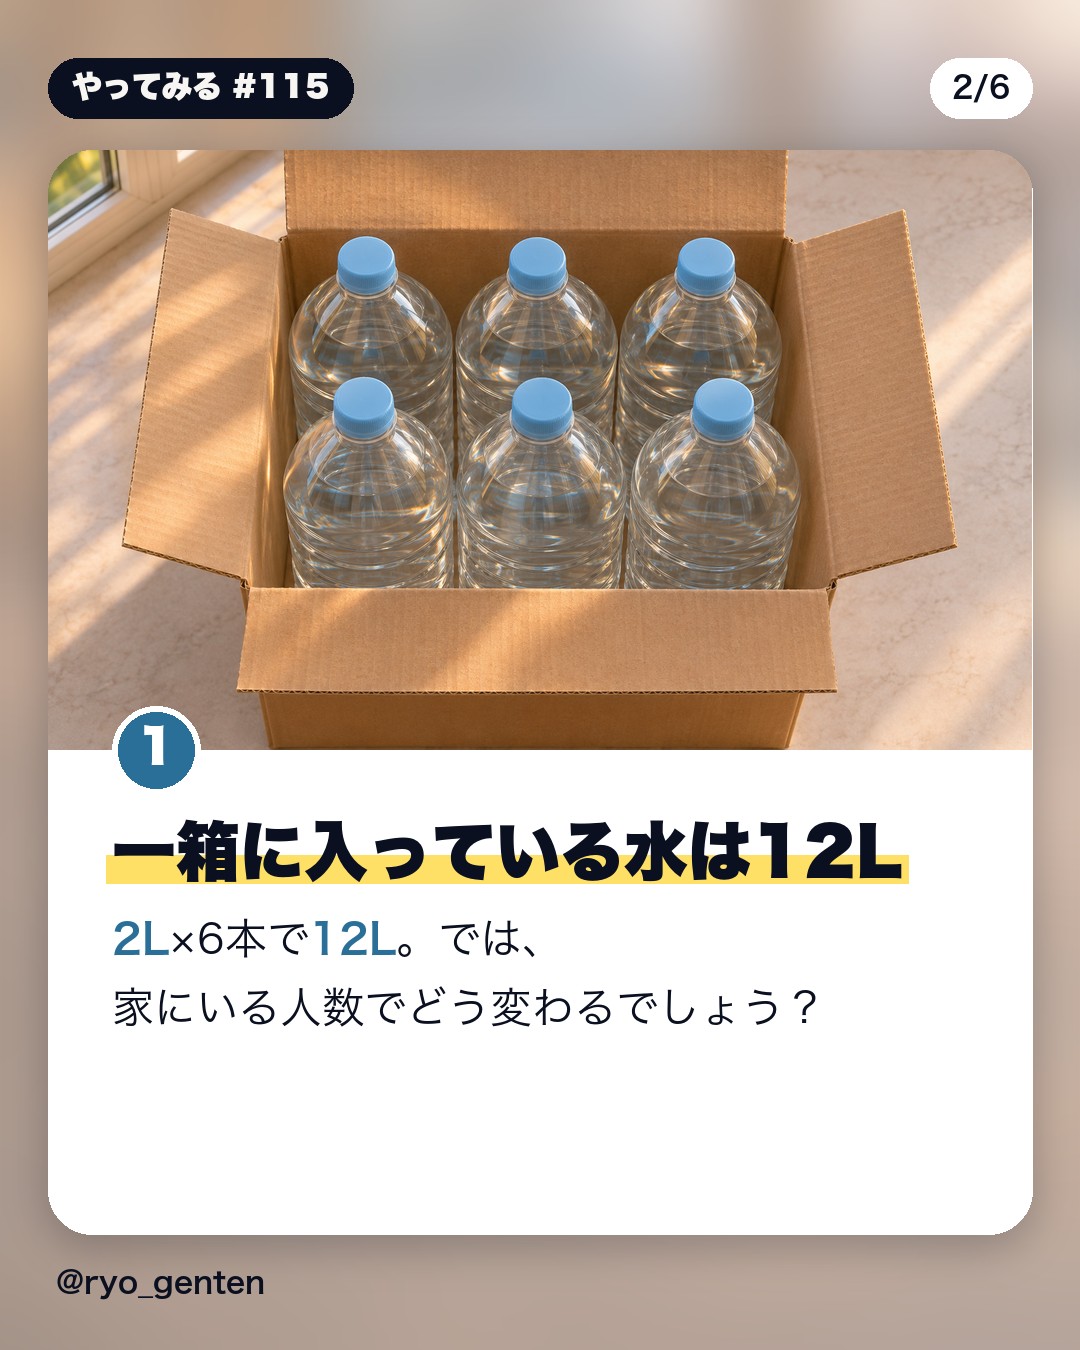 やってみる #115
2/6
1
一箱に入っている水は12L
2L×6本で12L。では、
家にいる人数でどう変わるでしょう？
@ryo_genten